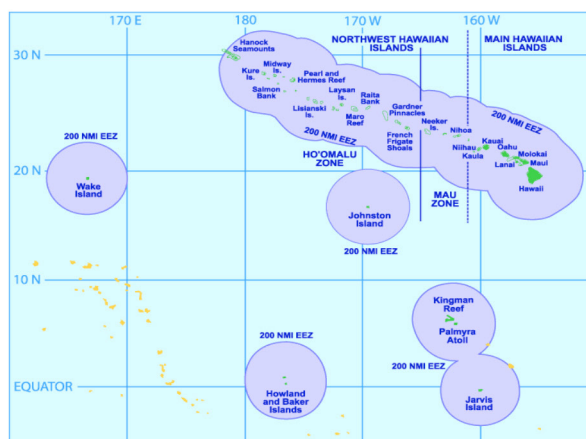 170 E
180
170 W
160 W
NORTHWEST HAWAIIAN
ISLANDS
MAIN HAWAIIAN
ISLANDS
30 N
Hanock
Seamounts
Midway
Is.
Kure
Is.
Pearl and
Hermes Reef
Salmon
Bank
Laysan
Is.
Lisianski
Is.
Raita
Bank
Maro
Reef
Gardner
Pinnacles
French
Frigate
Shoals
Necker
Is.
Nihoa
Niihau
Kaula
Kauai
Oahu
Lanai
Molokai
Maui
Hawaii
200 NMI EEZ
200 NMI EEZ
HO'OMALU
ZONE
MAU
ZONE
20 N
200 NMI EEZ
Wake
Island
Johnston
Island
200 NMI EEZ
10 N
Kingman
Reef
Palmyra
Atoll
200 NMI EEZ
200 NMI EEZ
Howland
and Baker
Islands
Jarvis
Island
EQUATOR